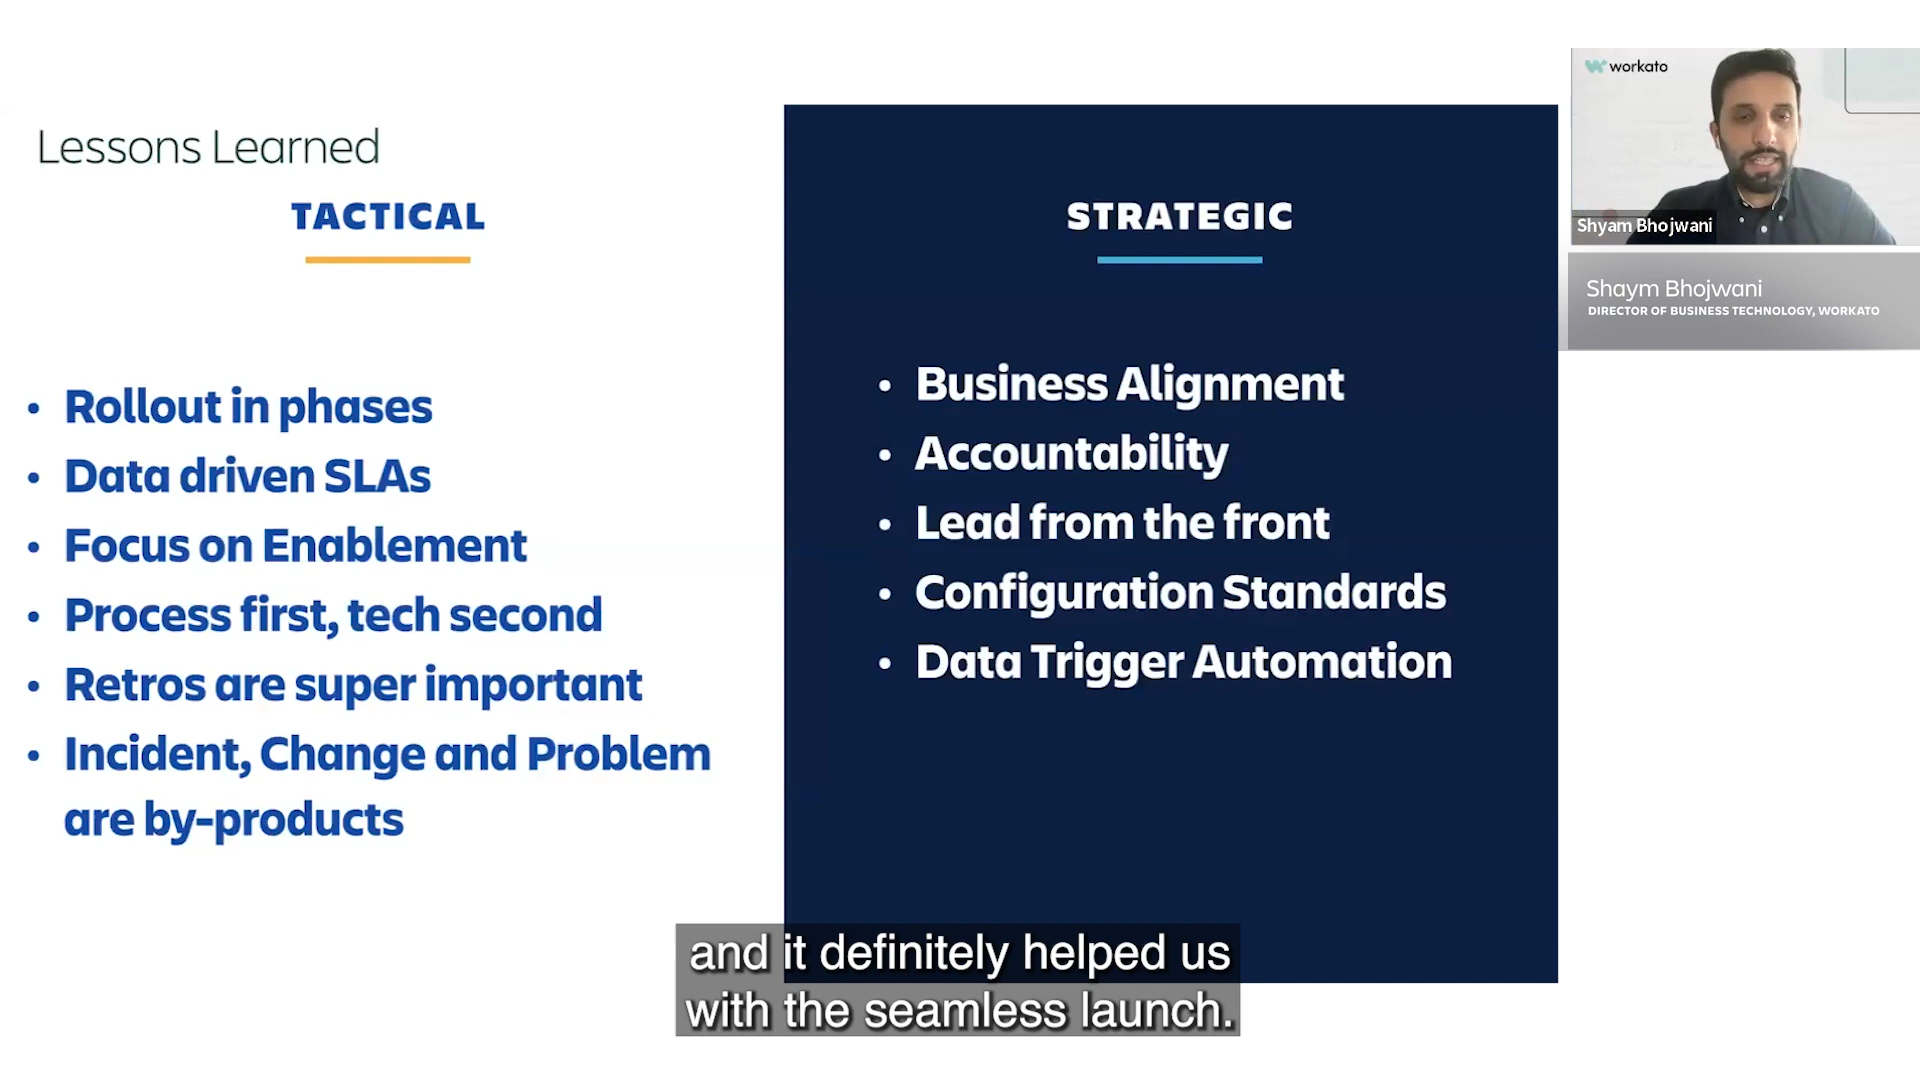 Lessons Learned
TACTICAL
• Rollout in phases
• Data driven SLAs
• Focus on Enablement
• Process first, tech second
• Retros are super important
• Incident, Change and Problem
are by-products
STRATEGIC
• Business Alignment
• Accountability
• Lead from the front
• Configuration Standards
• Data Trigger Automation
workato
Shyam Bhojwani
Shaym Bhojwani
DIRECTOR OF BUSINESS TECHNOLOGY, WORKATO
and it definitely helped us
with the seamless launch.